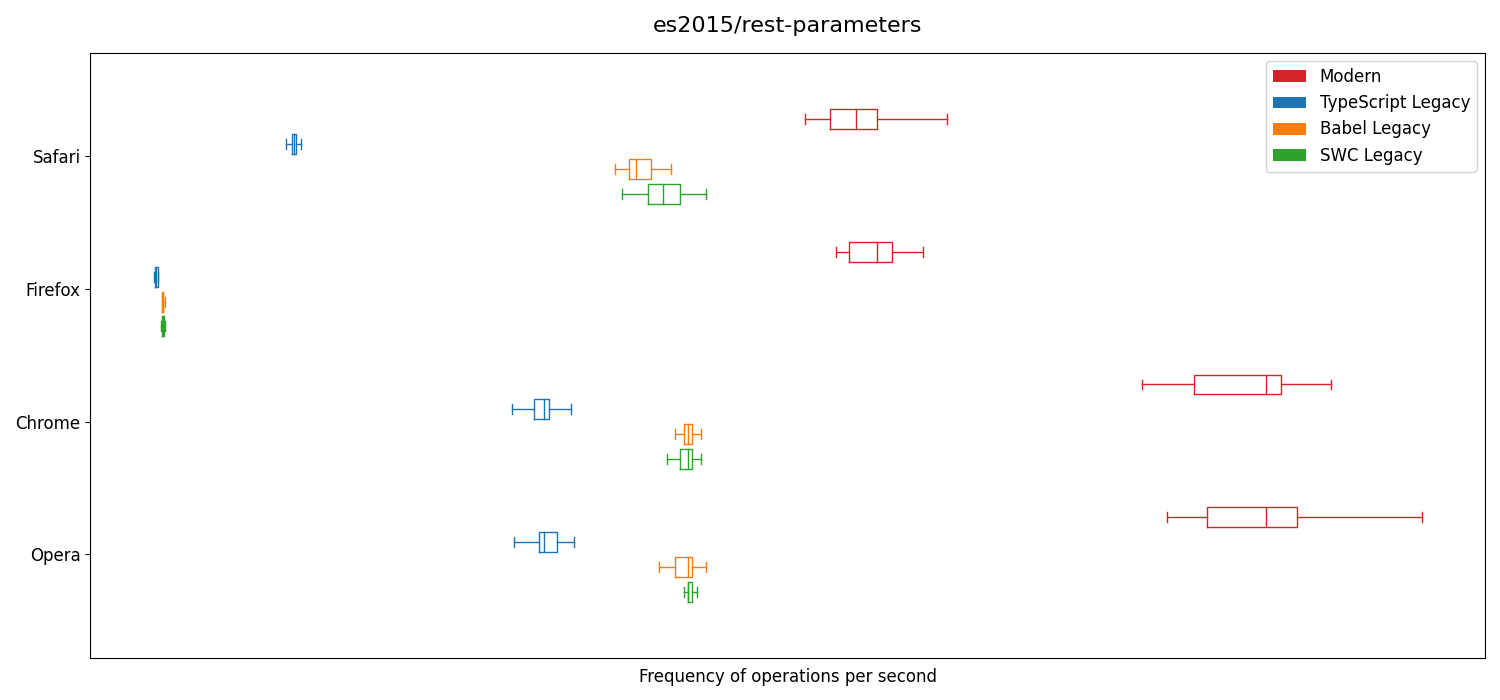 es2015/rest-parameters
Modern
TypeScript Legacy
Babel Legacy
SWC Legacy
Safari
Firefox
Chrome
Opera
Frequency of operations per second